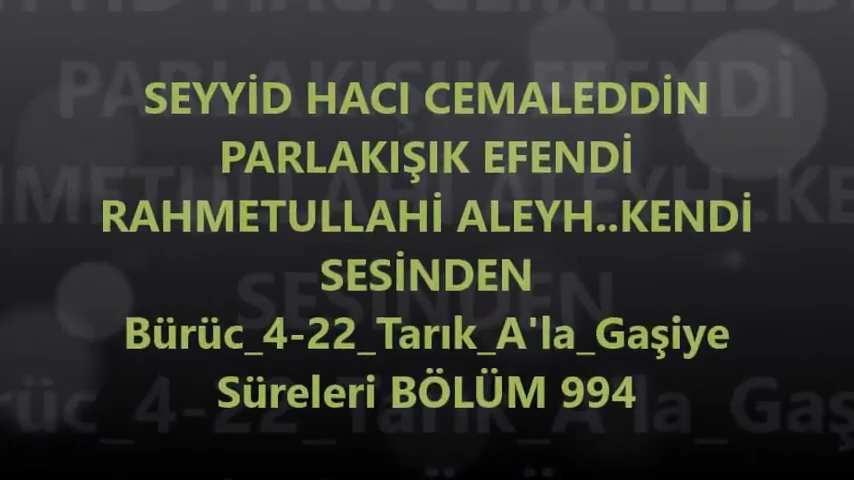 SEYYİD HACI CEMALEDDİN
PARLAKIŞIK EFENDİ
RAHMETULLAHİ ALEYH..KENDİ
SESİNDEN
Bürüc_4-22_Tarık_A'la_Gaşiye
Süreleri BÖLÜM 994